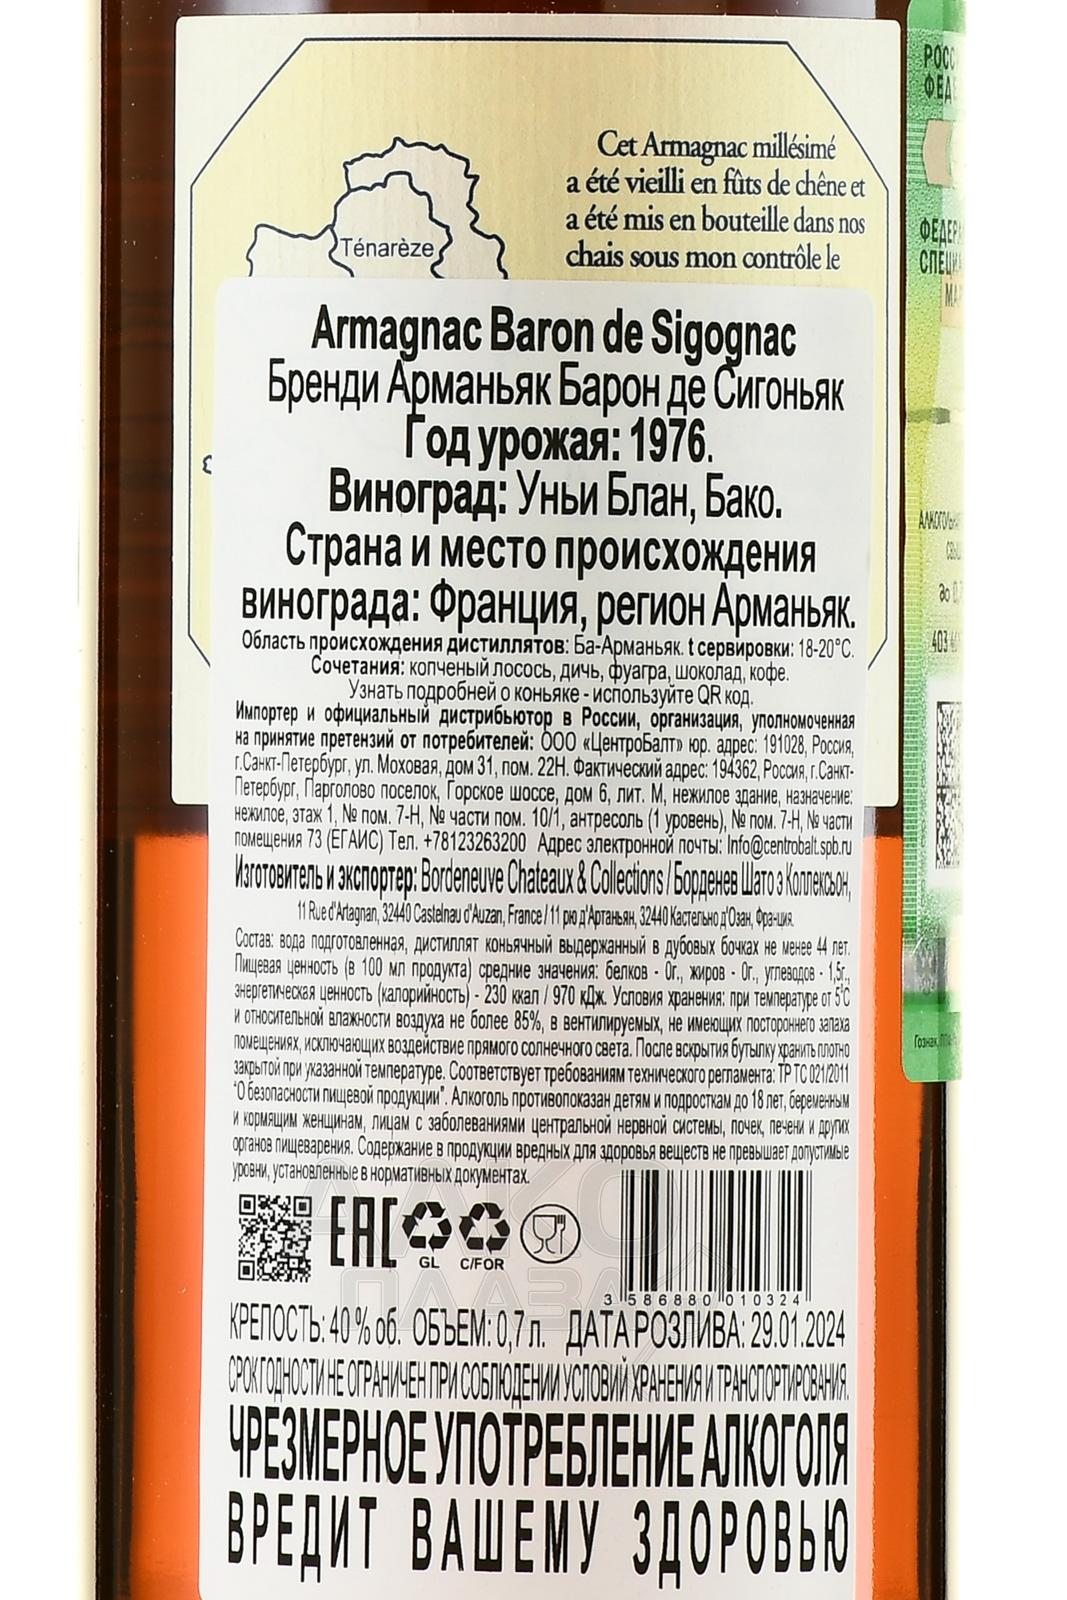 Cet Armagnac millésimé
a été vieilli en fûts de chêne et
a été mis en bouteille dans nos
chais sous mon contrôle le
Ténarèze
Armagnac Baron de Sigognac
Бренди Арманьяк Барон де Сигоньяк
Год урожая: 1976.
Виноград: Уньи Блан, Бако.
Страна и место происхождения
винограда: Франция, регион Арманьяк.
Область происхождения дистиллятов: Ба-Арманьяк. t сервировки: 18-20°C.
Сочетания: копченый лосось, дичь, фуагра, шоколад, кофе.
Узнать подробней о коньяке - используйте QR код.
Импортер и официальный дистрибьютор в России, организация, уполномоченная
на принятие претензий от потребителей: ООО «ЦентроБалт» юр. адрес: 191028, Россия,
г.Санкт-Петербург, ул. Моховая, дом 31, пом. 22Н. Фактический адрес: 194362, Россия, г.Санкт-
Петербург, Парголово поселок, Горское шоссе, дом 6, лит. М, нежилое здание, назначение:
нежилое, этаж 1, № пом. 7-Н, № части пом. 10/1, антресоль (1 уровень), № пом. 7-Н, № части
помещения 73 (ЕГАИС) Тел. +78123263200 Адрес электронной почты: Info@centrobalt.spb.ru
Изготовитель и экспортер: Bordeneuve Chateaux & Collections / Борденев Шато э Коллексьон,
11 Rue d'Artagnan, 32440 Castelnau d'Auzan, France / 11 рю д'Артаньян, 32440 Кастельно д'Озан, Франция.
Состав: вода подготовленная, дистиллят коньячный выдержанный в дубовых бочках не менее 44 лет.
Пищевая ценность (в 100 мл продукта) средние значения: белков - 0г., жиров - 0г., углеводов - 1,5г.,
энергетическая ценность (калорийность) - 230 ккал / 970 кДж. Условия хранения: при температуре от 5°C
и относительной влажности воздуха не более 85%, в вентилируемых, не имеющих постороннего запаха
помещениях, исключающих воздействие прямого солнечного света. После вскрытия бутылку хранить плотно
закрытой при указанной температуре. Соответствует требованиям технического регламента: ТР ТС 021/2011
"О безопасности пищевой продукции". Алкоголь противопоказан детям и подросткам до 18 лет, беременным
и кормящим женщинам, лицам с заболеваниями центральной нервной системы, почек, печени и других
органов пищеварения. Содержание в продукции вредных для здоровья веществ не превышает допустимые
уровни, установленные в нормативных документах.
EAC
GL
C/FOR
3 586880 010324
КРЕПОСТЬ: 40 % об. ОБЪЕМ: 0,7 л. ДАТА РОЗЛИВА: 29.01.2024
СРОК ГОДНОСТИ НЕ ОГРАНИЧЕН ПРИ СОБЛЮДЕНИИ УСЛОВИЙ ХРАНЕНИЯ И ТРАНСПОРТИРОВАНИЯ.
ЧРЕЗМЕРНОЕ УПОТРЕБЛЕНИЕ АЛКОГОЛЯ
ВРЕДИТ ВАШЕМУ ЗДОРОВЬЮ
АЛКО
ПЛАЗА